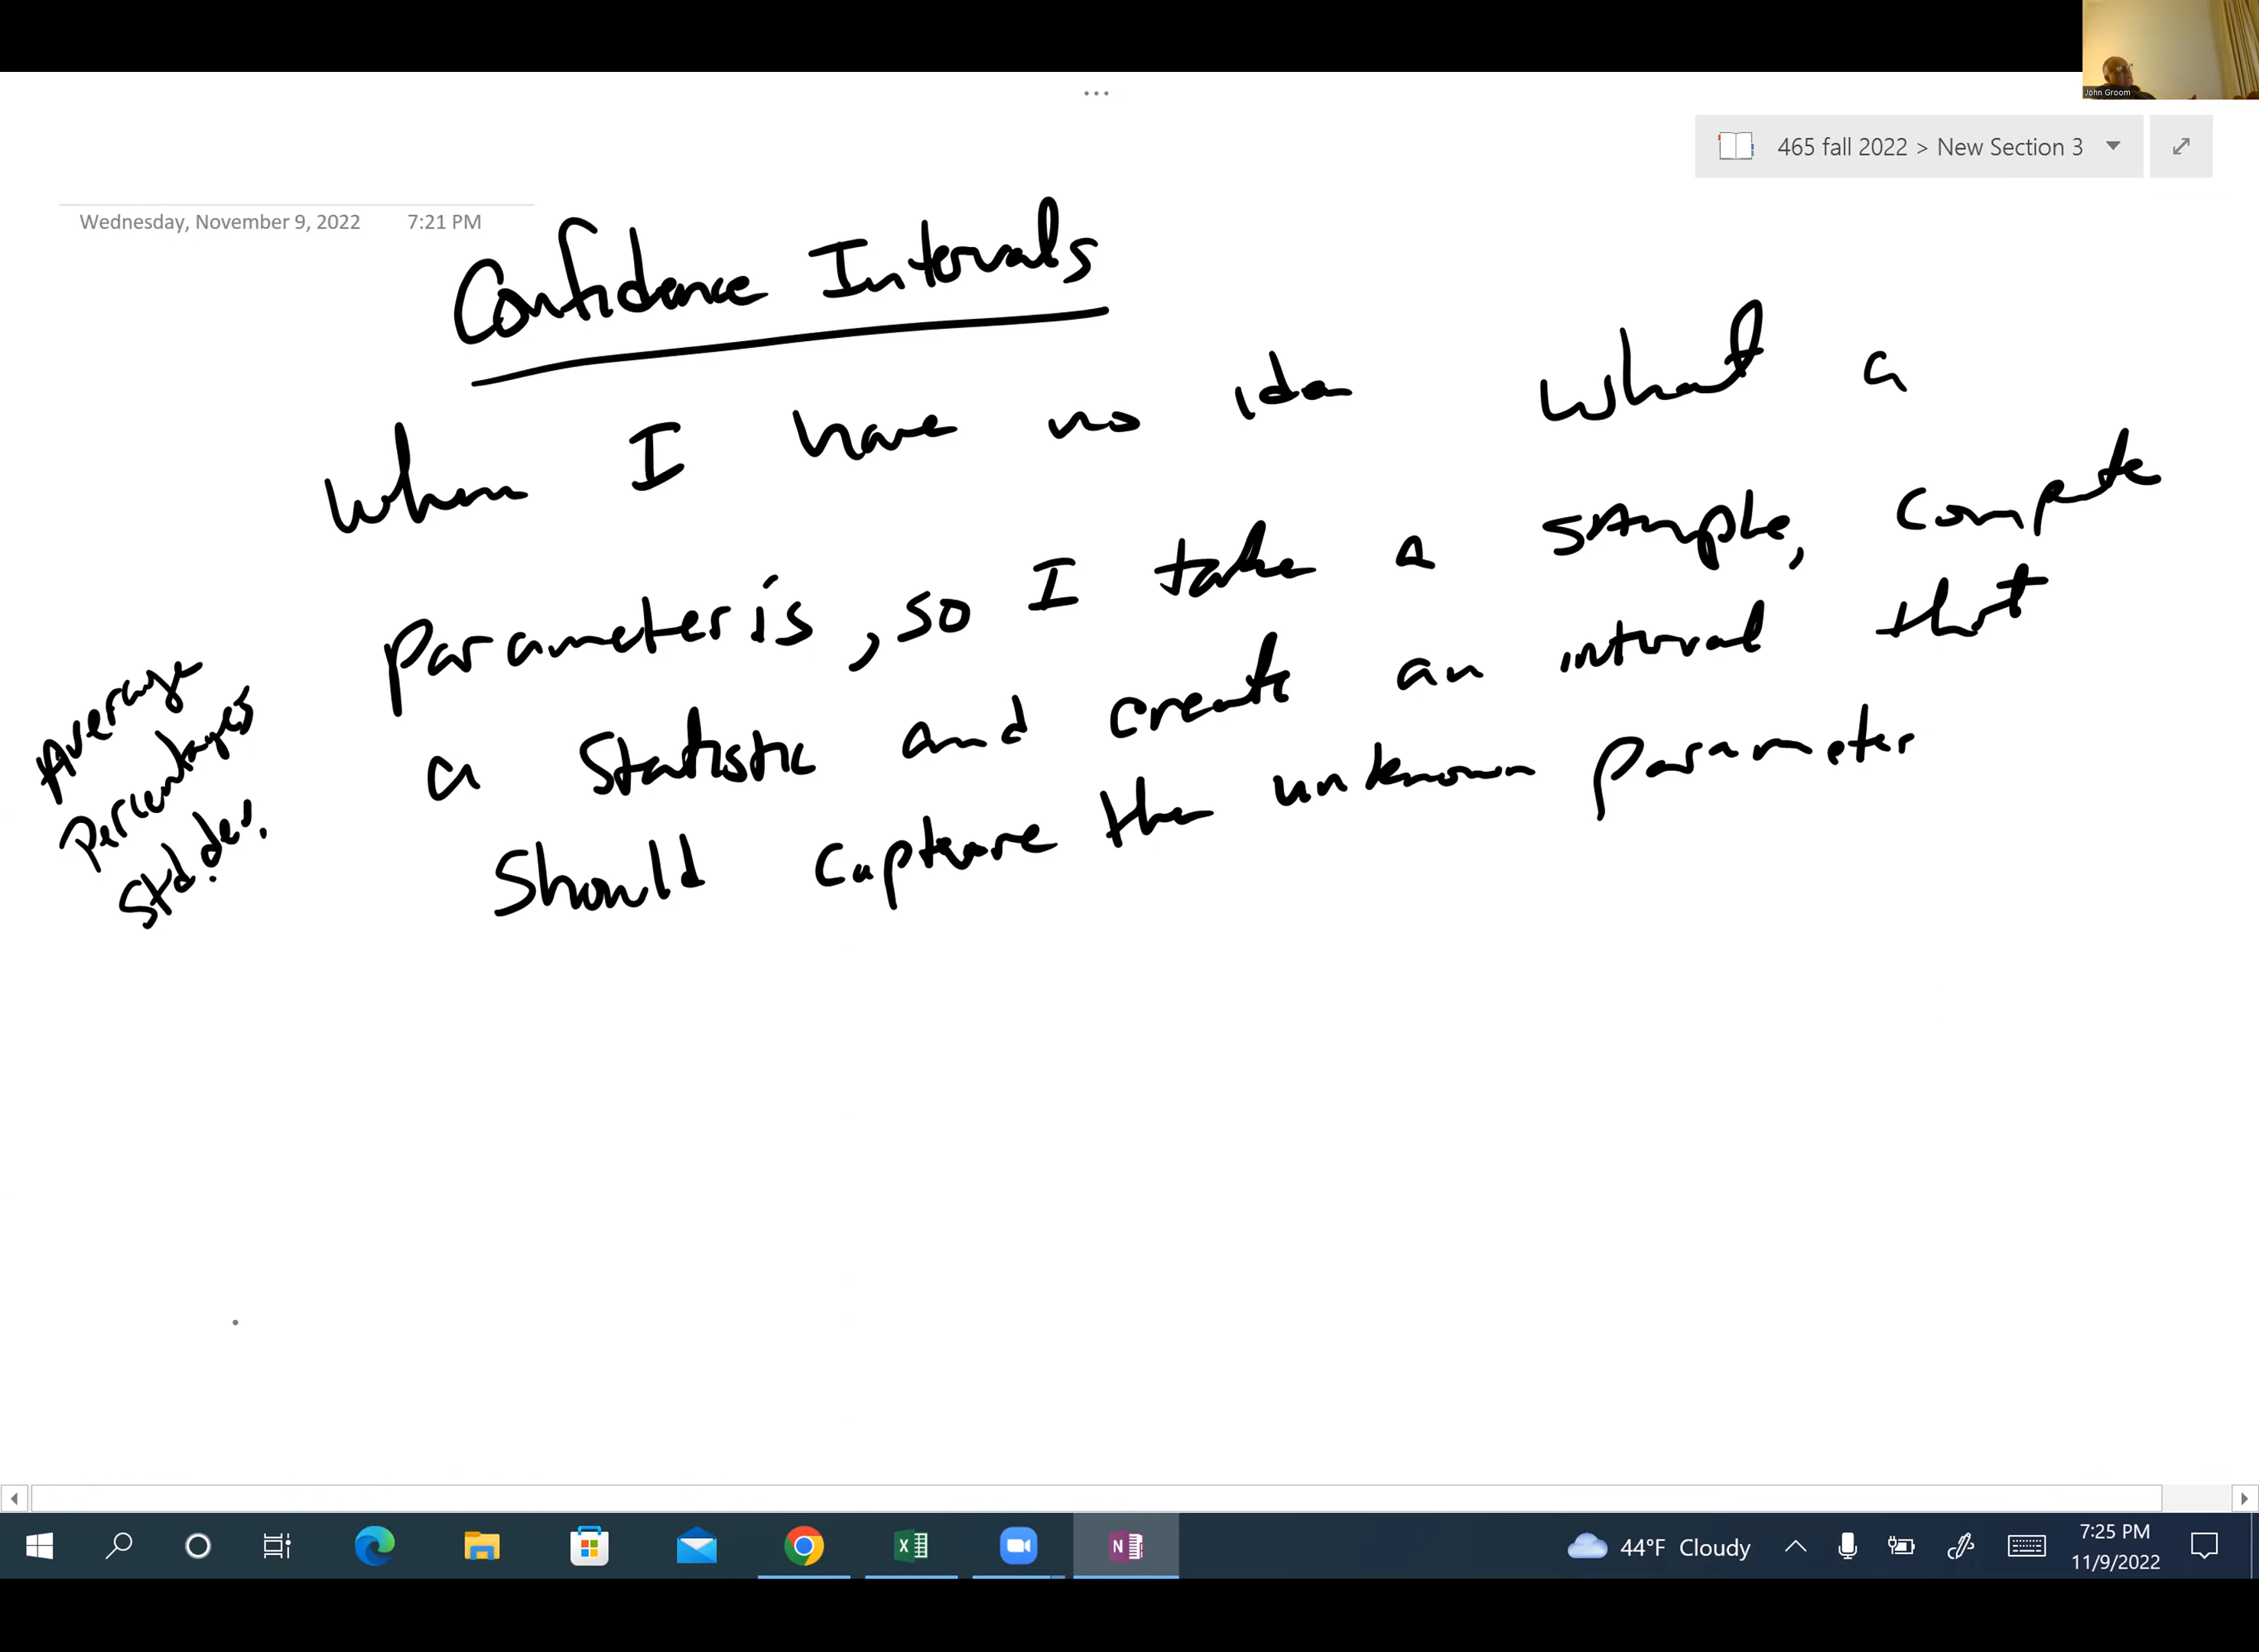 John Groom
465 fall 2022 > New Section 3
Wednesday, November 9, 2022 7:21 PM
Confidence Intervals
When I have no idea what a
parameter is, so I take a sample, compute
a statistic and create an interval that
should capture the unknown parameter
Average
Percentages
Std. dev.
44°F Cloudy
7:25 PM
11/9/2022